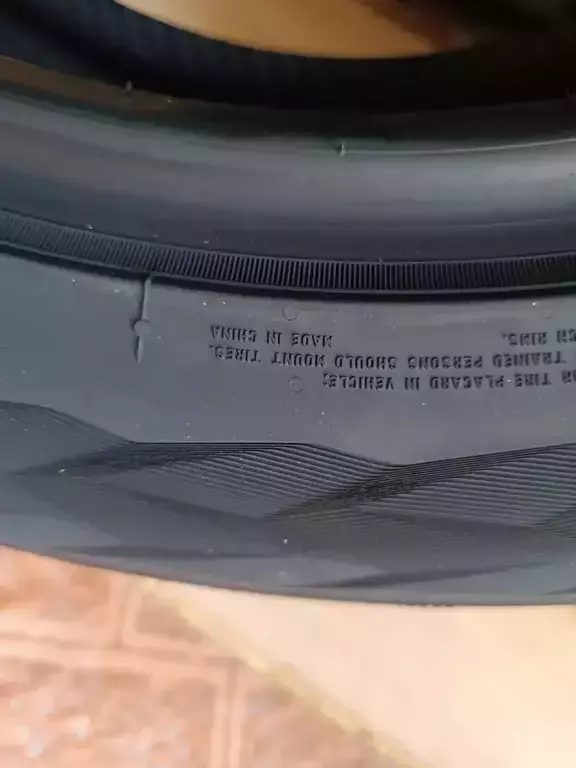 TIRE PLACARD IN VEHICLE;
TRAINED PERSONS SHOULD MOUNT TIRES.
RIMS.
MADE IN CHINA